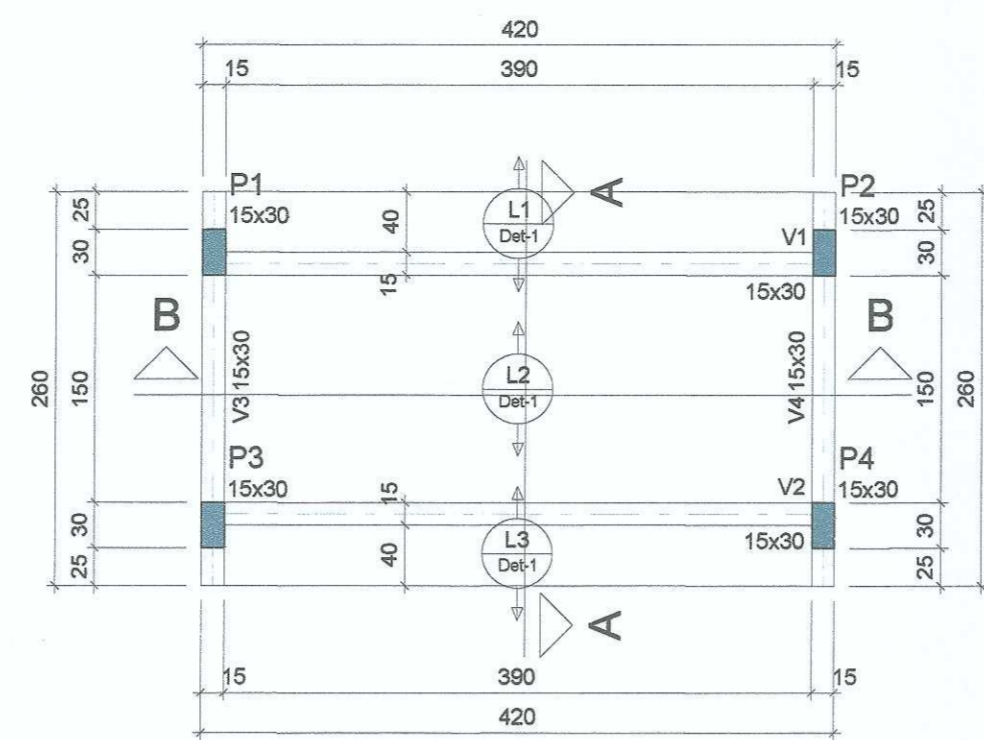 420
15 390 15
P1 P2
15x30 15x30
25 40 L1 25
A
Det-1
30 V1 30
15 15x30
B B
260 150 15x30 L2 15x30 150 260
V3 Det-1 V4
P3 P4
15x30 15 V2 15x30
30 L3 15x30 30
25 40 Det-1 25
A
15 390 15
420